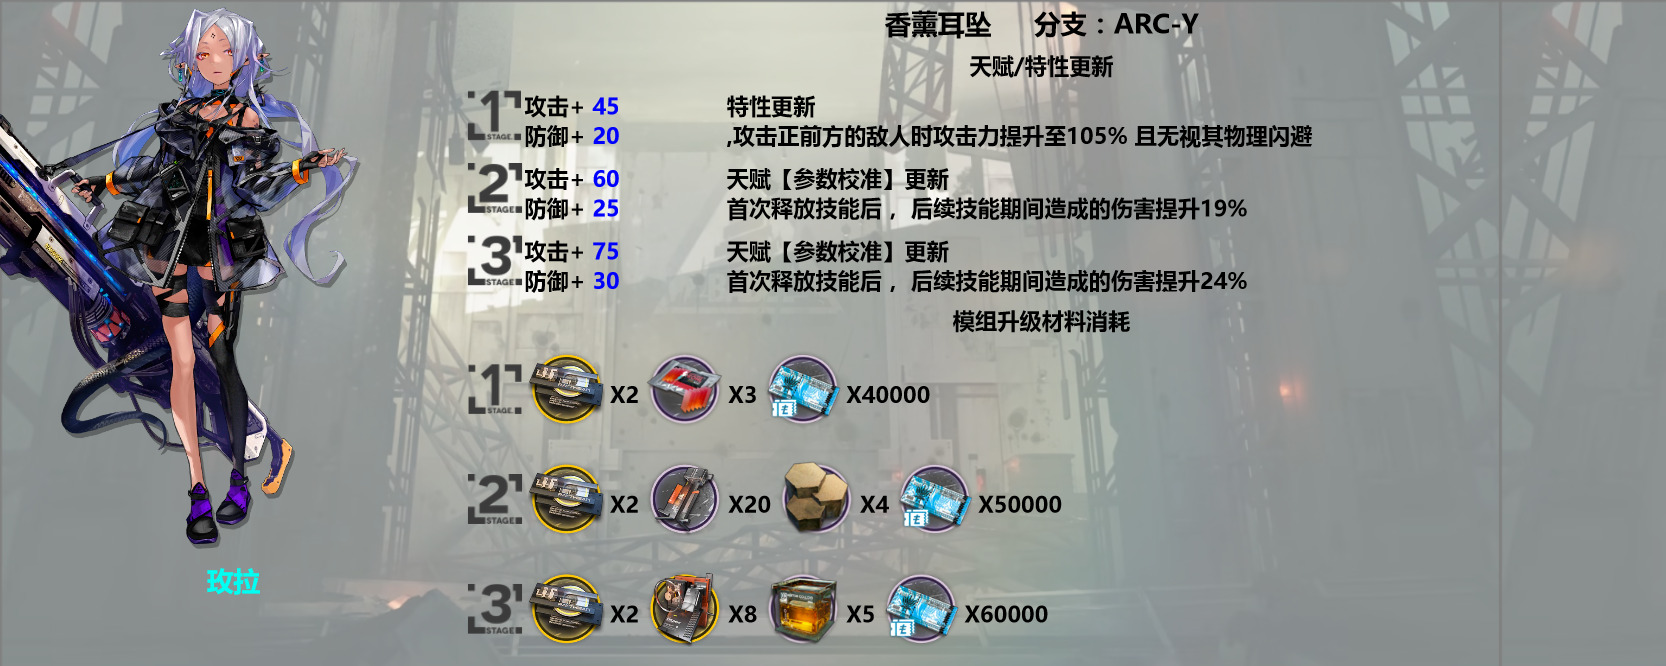 香薰耳坠 分支：ARC-Y
天赋/特性更新
1 STAGE. 攻击+ 45 特性更新
防御+ 20 ,攻击正前方的敌人时攻击力提升至105% 且无视其物理闪避
2 STAGE. 攻击+ 60 天赋【参数校准】更新
防御+ 25 首次释放技能后， 后续技能期间造成的伤害提升19%
3 STAGE. 攻击+ 75 天赋【参数校准】更新
防御+ 30 首次释放技能后， 后续技能期间造成的伤害提升24%
模组升级材料消耗
1 STAGE. X2 X3 X40000
2 STAGE. X2 X20 X4 X50000
3 STAGE. X2 X8 X5 X60000
玫拉